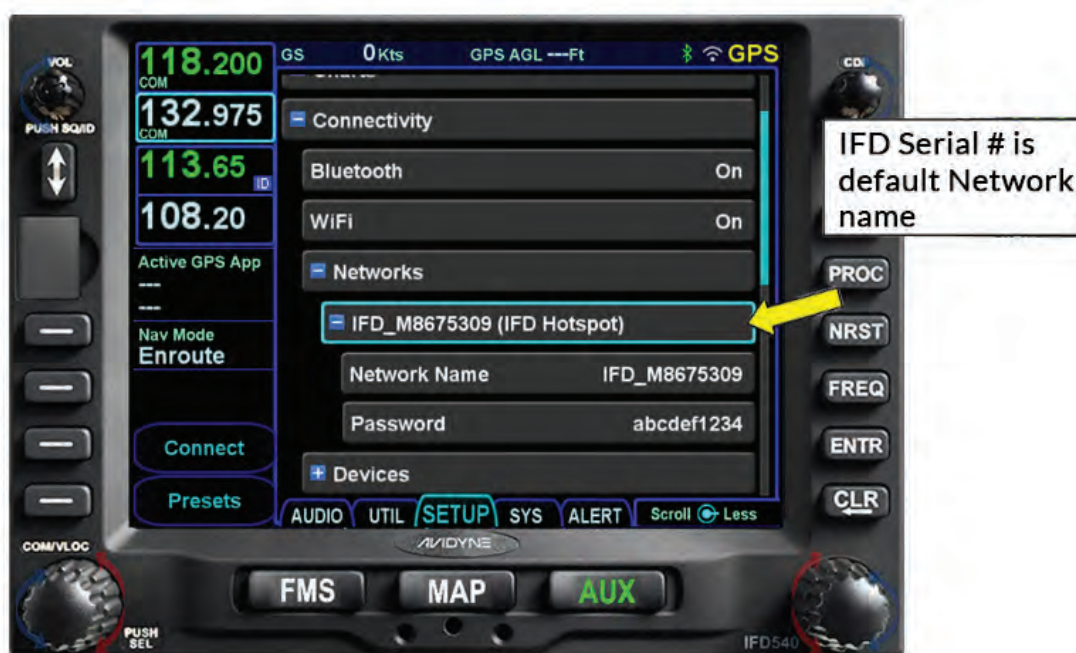 VOL
PUSH SQ/ID
118.200
COM
132.975
COM
113.65
ID
108.20
Active GPS App
---
---
Nav Mode
Enroute
Connect
Presets
GS 0Kts GPS AGL ---Ft GPS
Charts
Connectivity
Bluetooth On
WiFi On
Networks
IFD_M8675309 (IFD Hotspot)
Network Name IFD_M8675309
Password abcdef1234
Devices
AUDIO UTIL SETUP SYS ALERT Scroll Less
CDI
IFD Serial # is
default Network
name
PROC
NRST
FREQ
ENTR
CLR
AVIDYNE
COM/VLOC
PUSH
SEL
FMS MAP AUX
IFD540